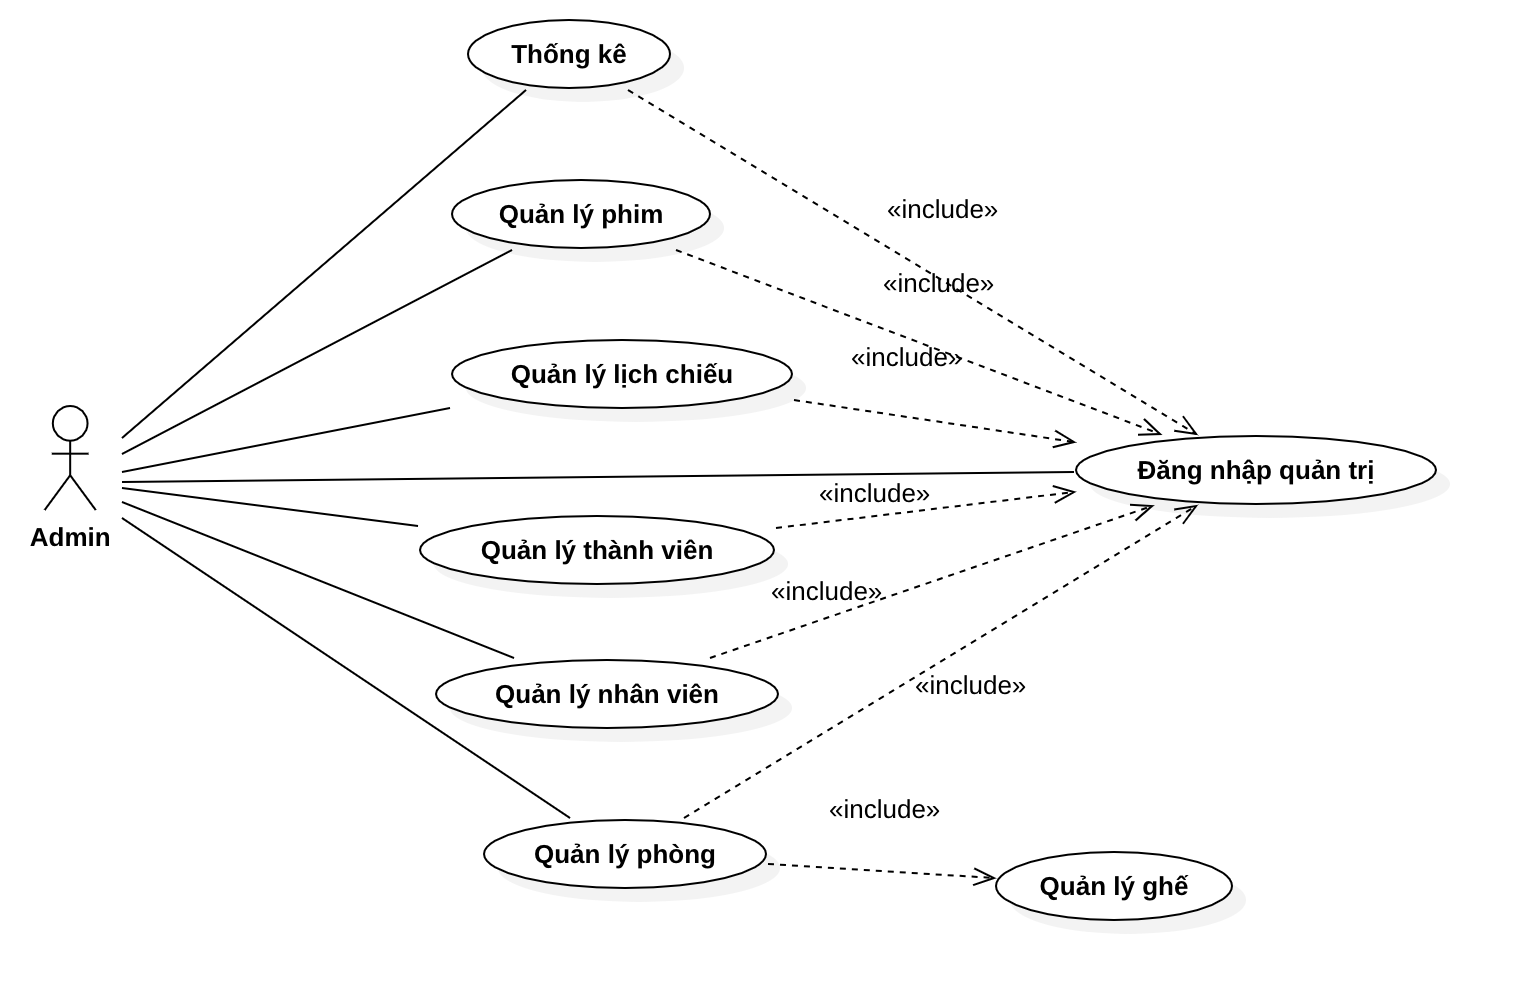 Thống kê
«include»
Quản lý phim
«include»
«include»
Quản lý lịch chiếu
Đăng nhập quản trị
«include»
Admin
Quản lý thành viên
«include»
«include»
Quản lý nhân viên
«include»
Quản lý phòng
Quản lý ghế